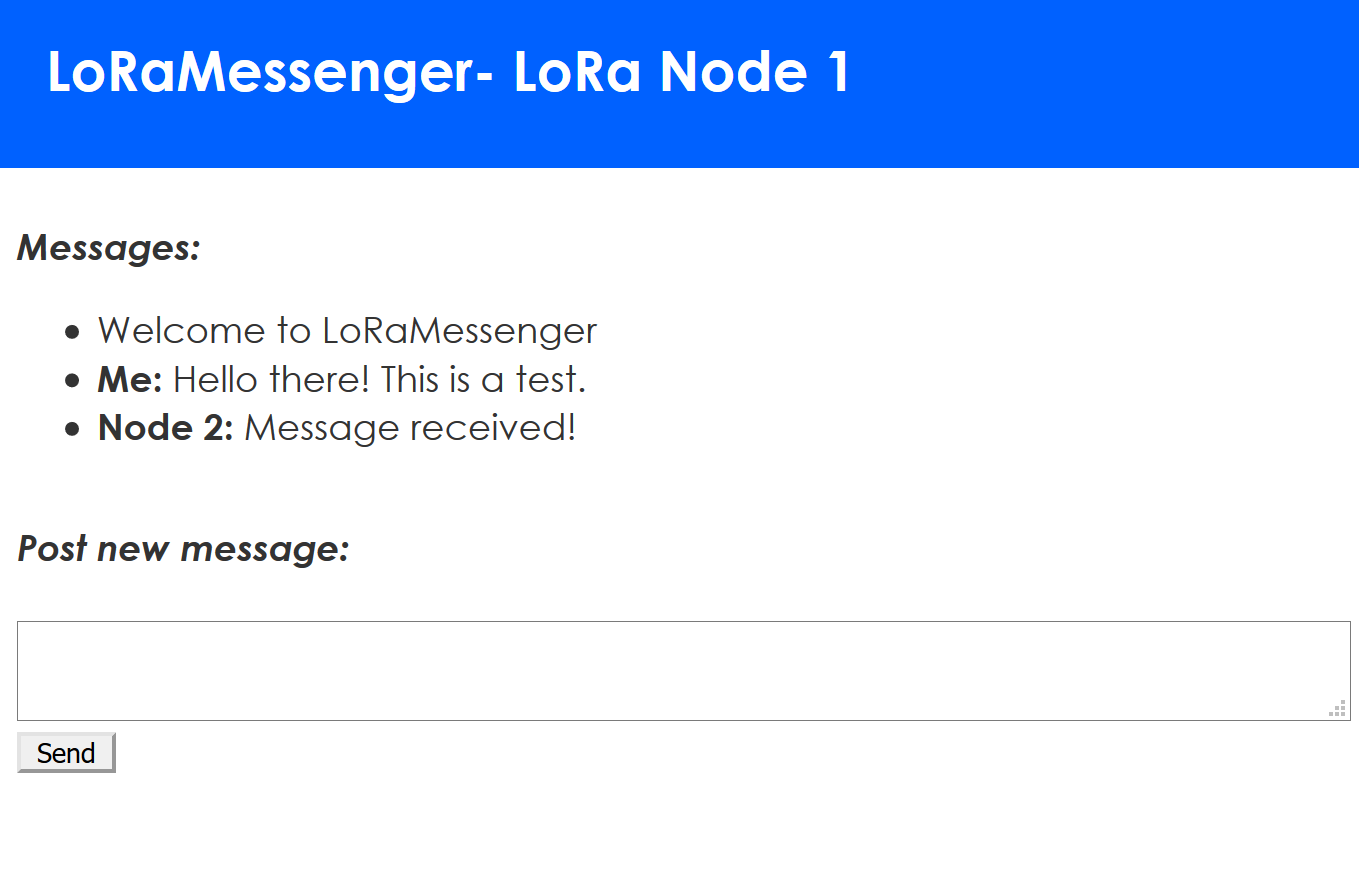 LoRaMessenger- LoRa Node 1
Messages:
Welcome to LoRaMessenger
Me: Hello there! This is a test.
Node 2: Message received!
Post new message:
Send